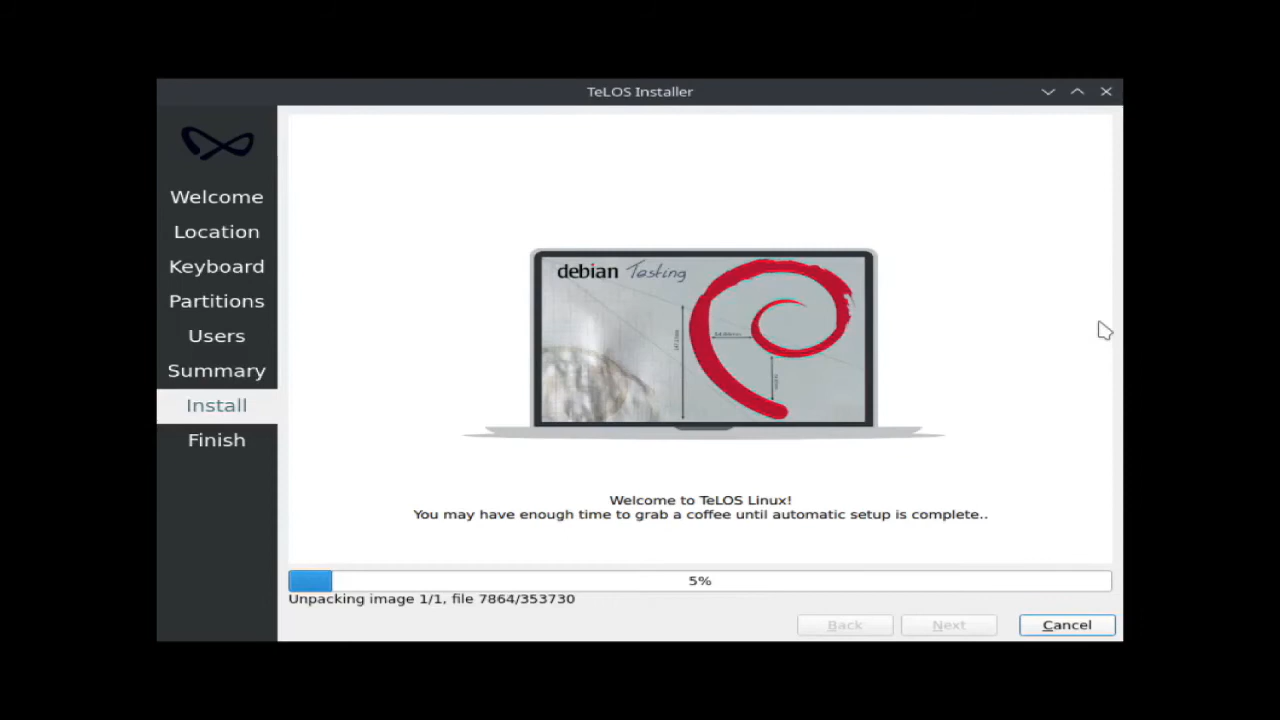 TeLOS Installer
Welcome
Location
Keyboard
Partitions
Users
Summary
Install
Finish
debian Testing
Welcome to TeLOS Linux!
You may have enough time to grab a coffee until automatic setup is complete..
5%
Unpacking image 1/1, file 7864/353730
Back
Next
Cancel